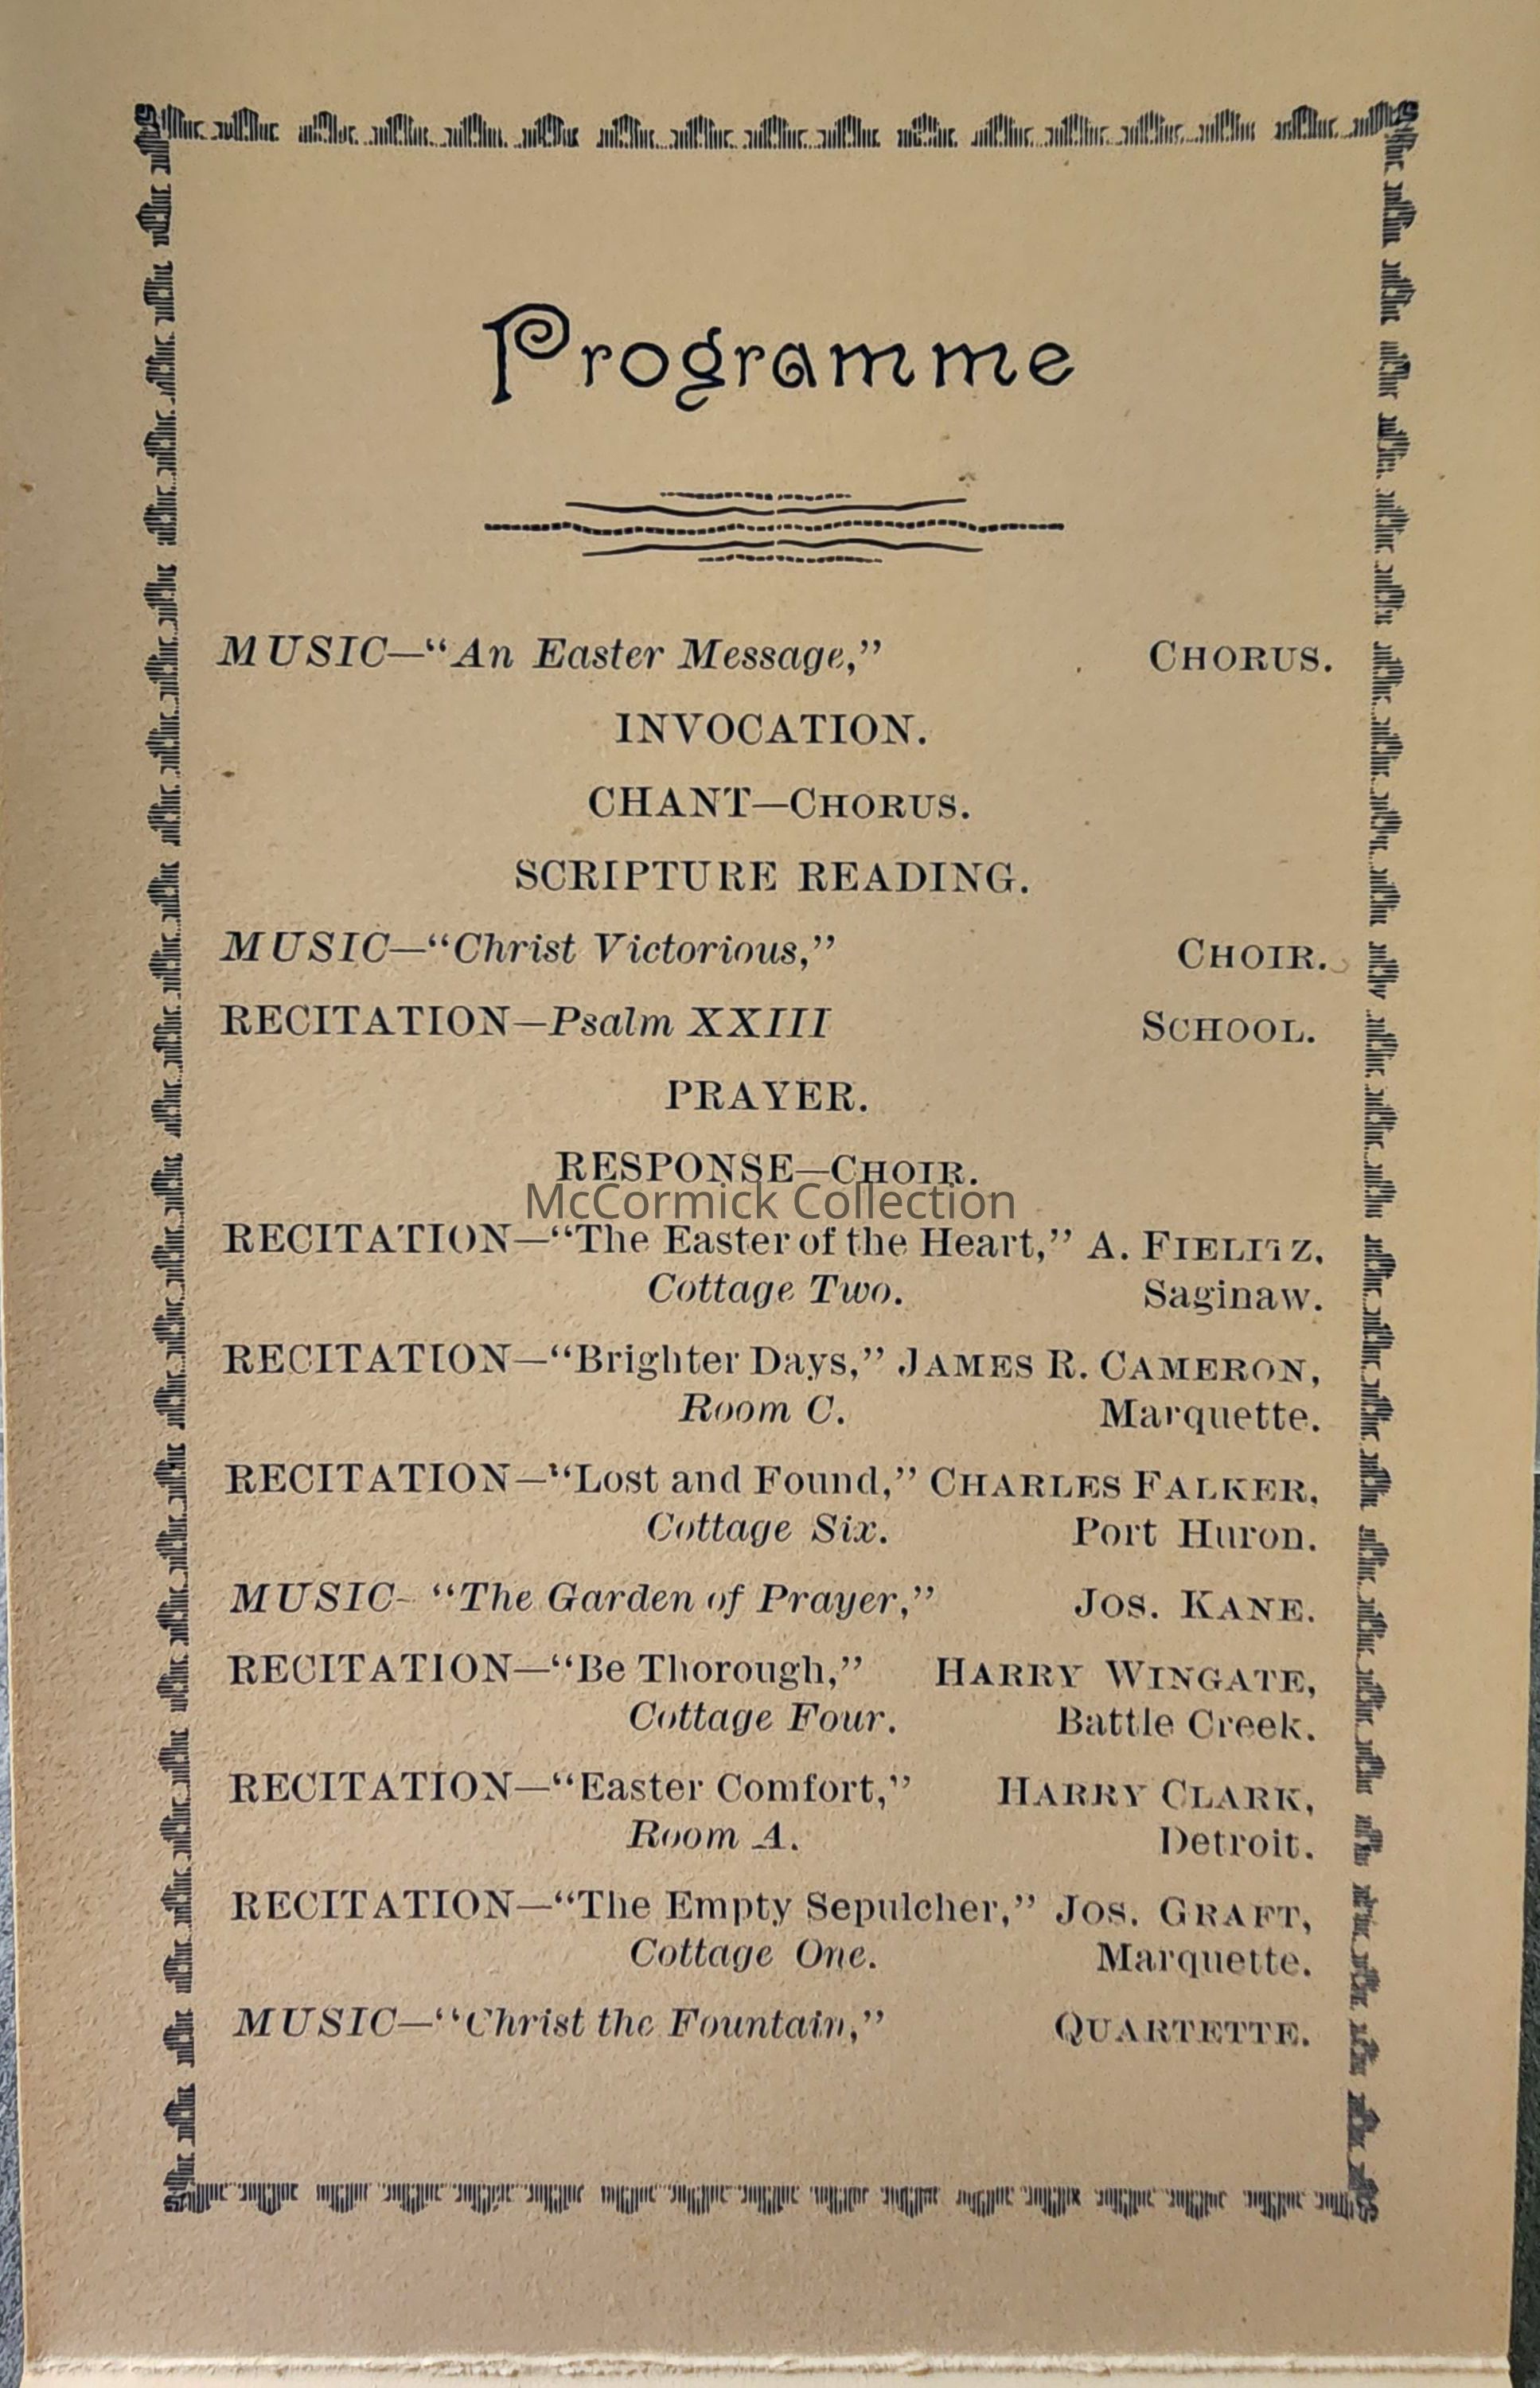 Programme
MUSIC—“An Easter Message,” CHORUS.
INVOCATION.
CHANT—CHORUS.
SCRIPTURE READING.
MUSIC—“Christ Victorious,” CHOIR.
RECITATION—Psalm XXIII SCHOOL.
PRAYER.
RESPONSE—CHOIR.
McCormick Collection
RECITATION—“The Easter of the Heart,” A. FIELITZ,
Cottage Two. Saginaw.
RECITATION—“Brighter Days,” JAMES R. CAMERON,
Room C. Marquette.
RECITATION—“Lost and Found,” CHARLES FALKER,
Cottage Six. Port Huron.
MUSIC- “The Garden of Prayer,” JOS. KANE.
RECITATION—“Be Thorough,” HARRY WINGATE,
Cottage Four. Battle Creek.
RECITATION—“Easter Comfort,” HARRY CLARK,
Room A. Detroit.
RECITATION—“The Empty Sepulcher,” JOS. GRAFT,
Cottage One. Marquette.
MUSIC—“Christ the Fountain,” QUARTETTE.